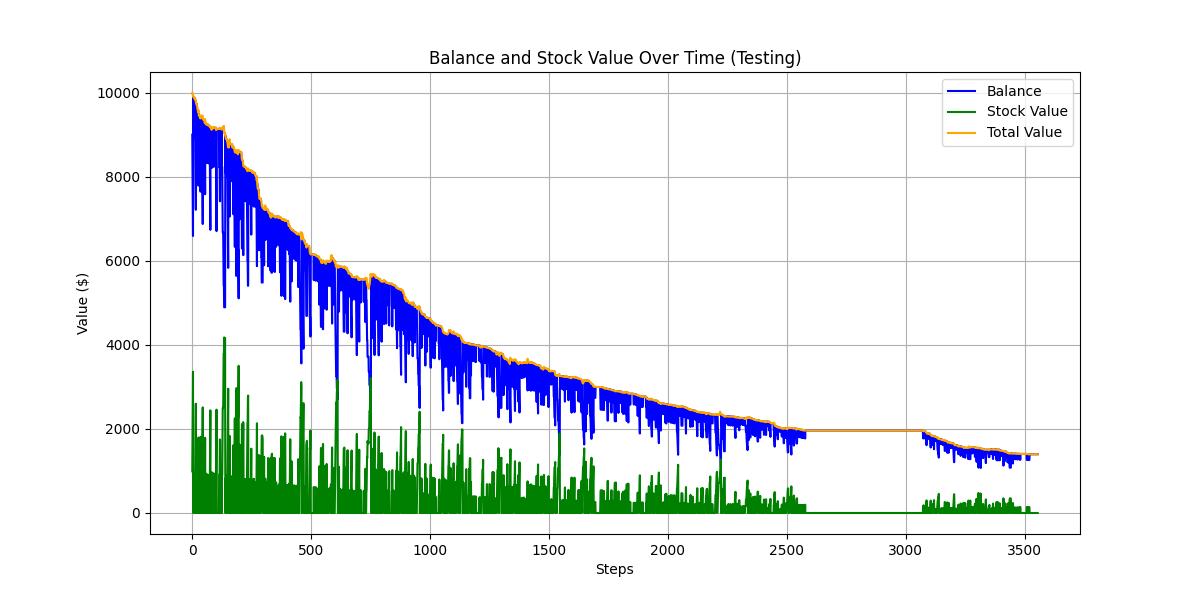 Balance and Stock Value Over Time (Testing)
Value ($)
10000
8000
6000
4000
2000
0
Balance
Stock Value
Total Value
0 500 1000 1500 2000 2500 3000 3500
Steps